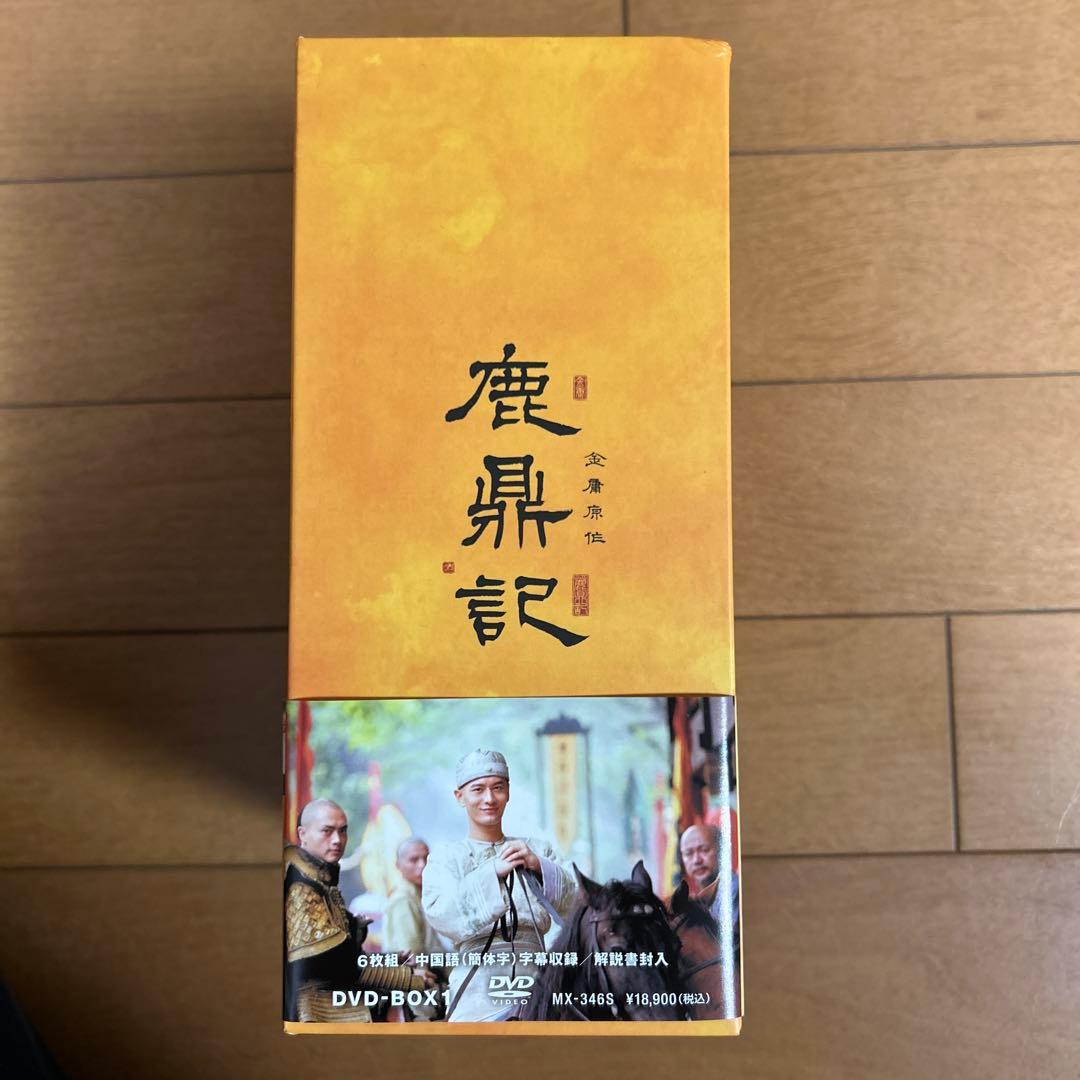 鹿鼎記
金庸原作
6枚組／中国語（簡体字）字幕収録／解説書封入
DVD-BOX1 DVD VIDEO MX-346S ¥18,900(税込)